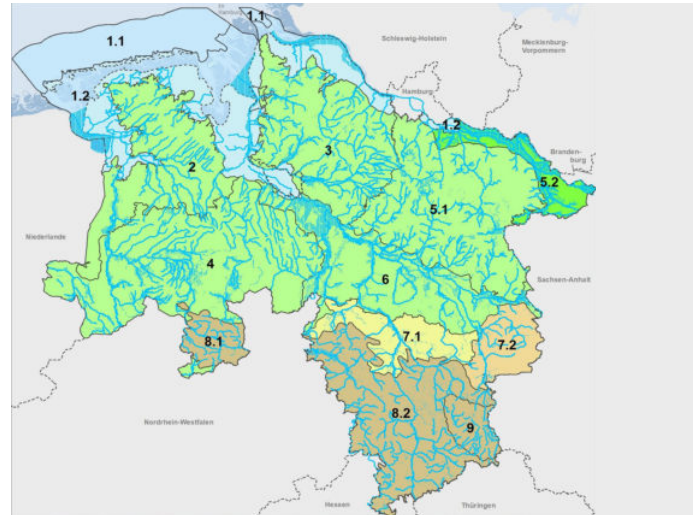 1.1
1.1
Schleswig-Holstein
Mecklenburg-
Vorpommern
Hamburg
1.2
1.2
3
2
Branden-
burg
5.2
5.1
Niederlande
4
6
Sachsen-Anhalt
8.1
7.1
7.2
8.2
9
Nordrhein-Westfalen
Hessen
Thüringen